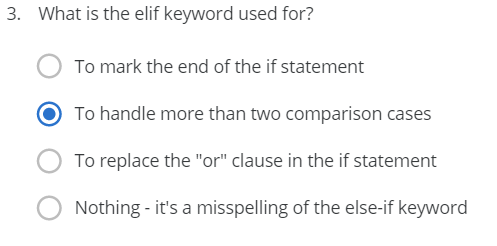 3. What is the elif keyword used for?
To mark the end of the if statement
To handle more than two comparison cases
To replace the "or" clause in the if statement
Nothing - it's a misspelling of the else-if keyword